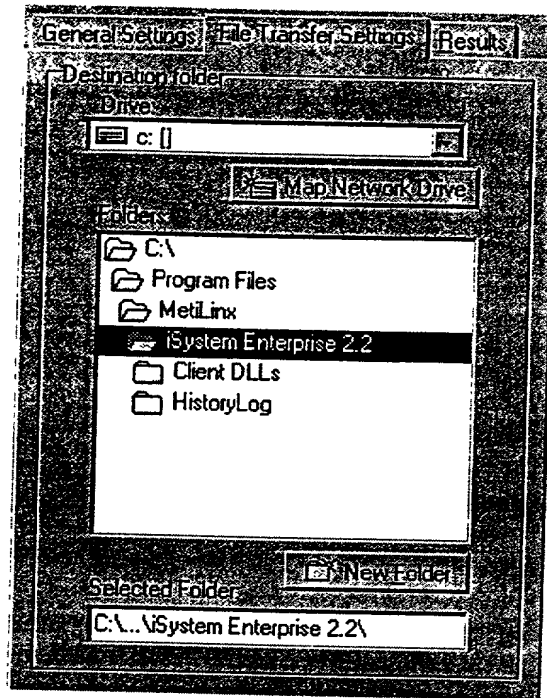 General Settings File Transfer Settings Results
Destination folder
Drive
c: []
Map Network Drive
Folders
C:\
Program Files
MetiLinx
iSystem Enterprise 2.2
Client DLLs
HistoryLog
New Folder
Selected Folder
C:\...\iSystem Enterprise 2.2\